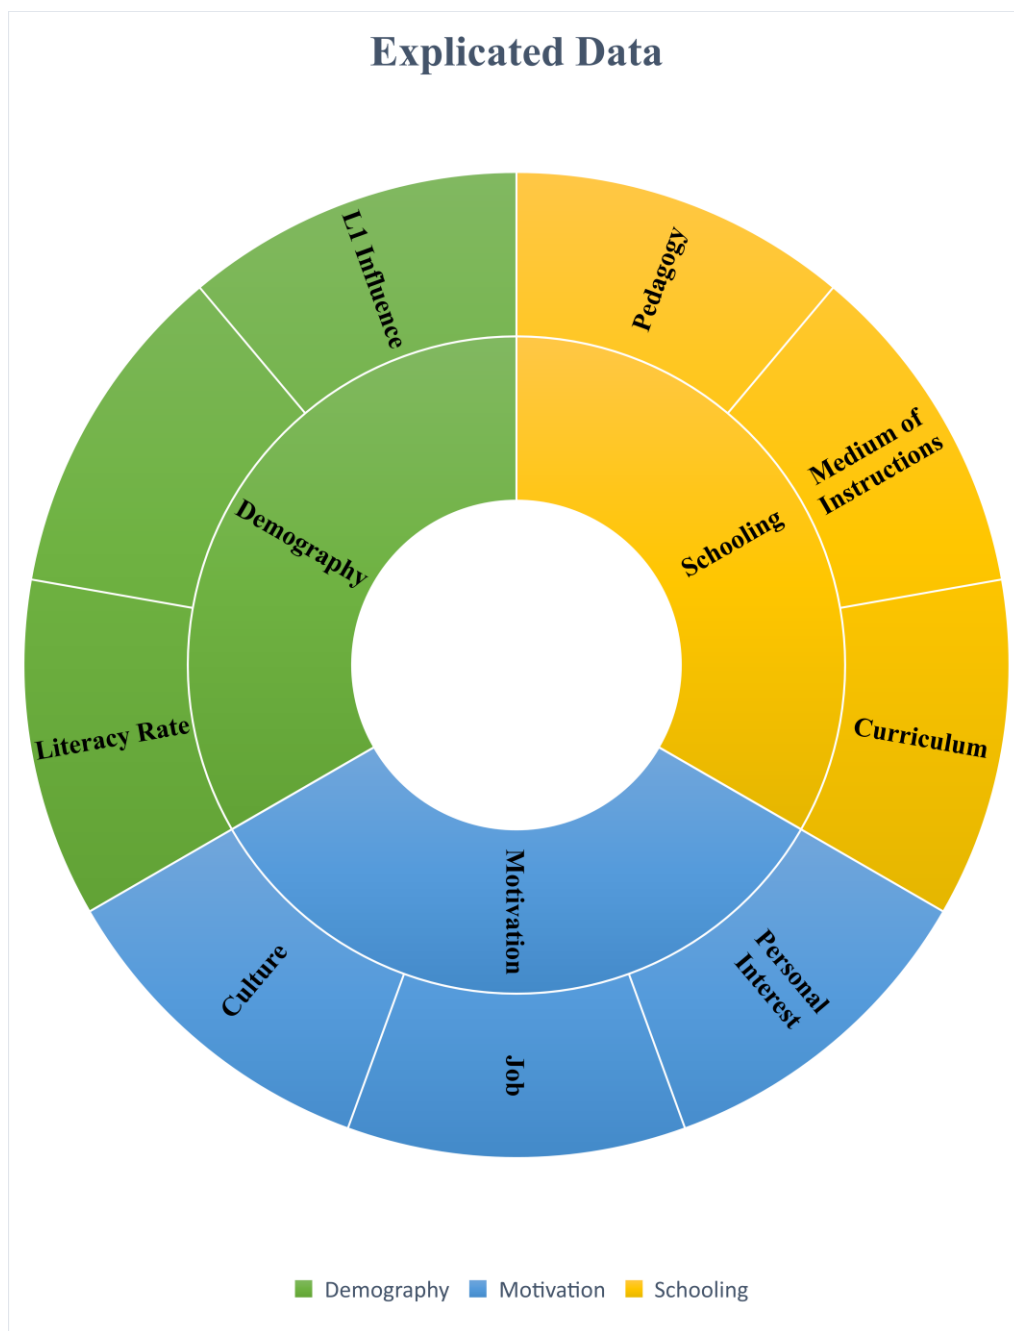 Explicated Data
L1 Influence
Pedagogy
Medium of
Instructions
Demography
Schooling
Literacy Rate
Curriculum
Motivation
Culture
Personal
Interest
Job
Demography
Motivation
Schooling